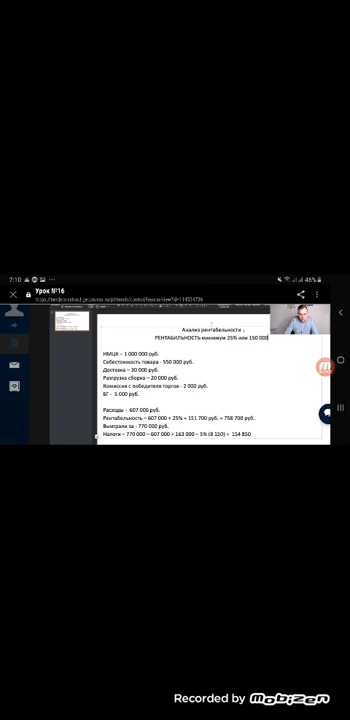 7:10
46%
Урок №16
Анализ рентабельности
РЕНТАБИЛЬНОСТЬ минимум 25% или 150 000
НМЦК – 1 000 000 руб.
Себестоимость товара - 550 000 руб.
Доставка – 30 000 руб.
Разгрузка сборка – 20 000 руб.
Комиссия с победителя торгов - 2 000 руб.
БГ - 5 000 руб.
Расходы - 607 000 руб.
Рентабельность – 607 000 + 25% = 151 700 руб. = 758 700 руб.
Выиграли за - 770 000 руб.
Налоги – 770 000 – 607 000 = 163 000 – 5% (8 150) = 154 850
Recorded by mobizen